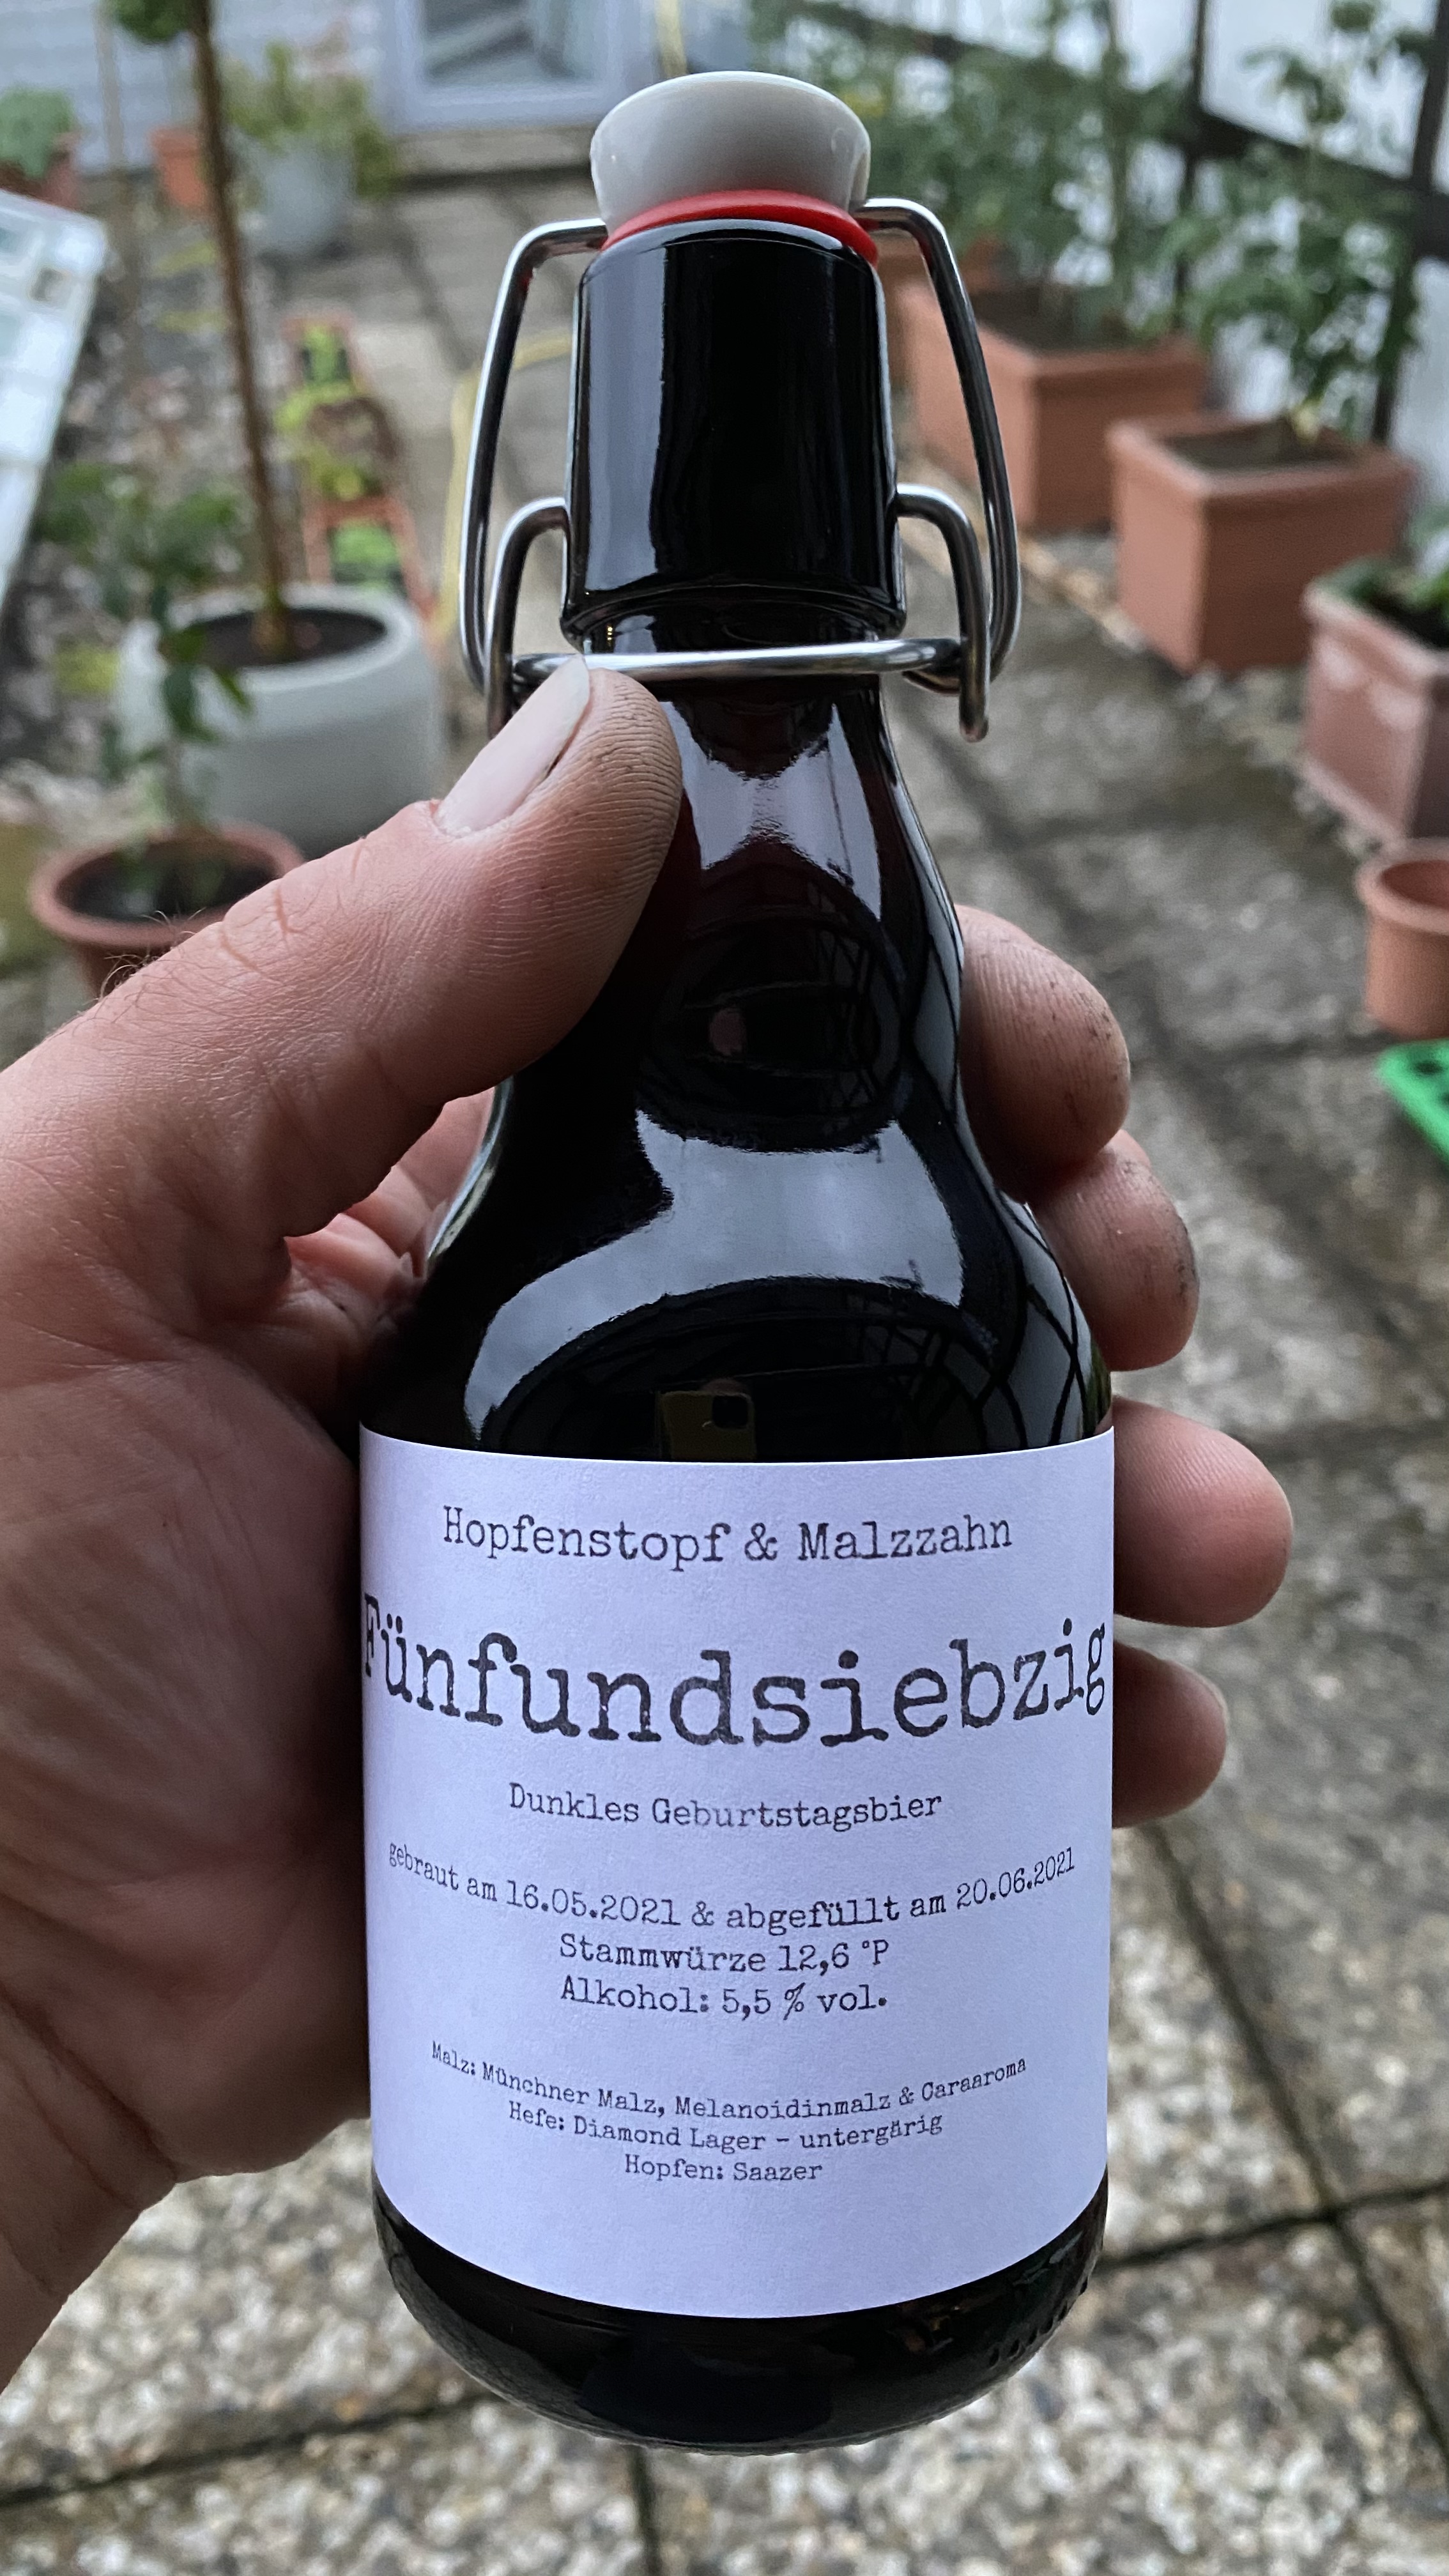 Hopfenstopf & Malzzahn
Fünfundsiebzig
Dunkles Geburtstagsbier
gebraut am 16.05.2021 & abgefüllt am 20.06.2021
Stammwürze 12,6 °P
Alkohol: 5,5 % vol.
Malz: Münchner Malz, Melanoidinmalz & Caraaroma
Hefe: Diamond Lager - untergärig
Hopfen: Saazer